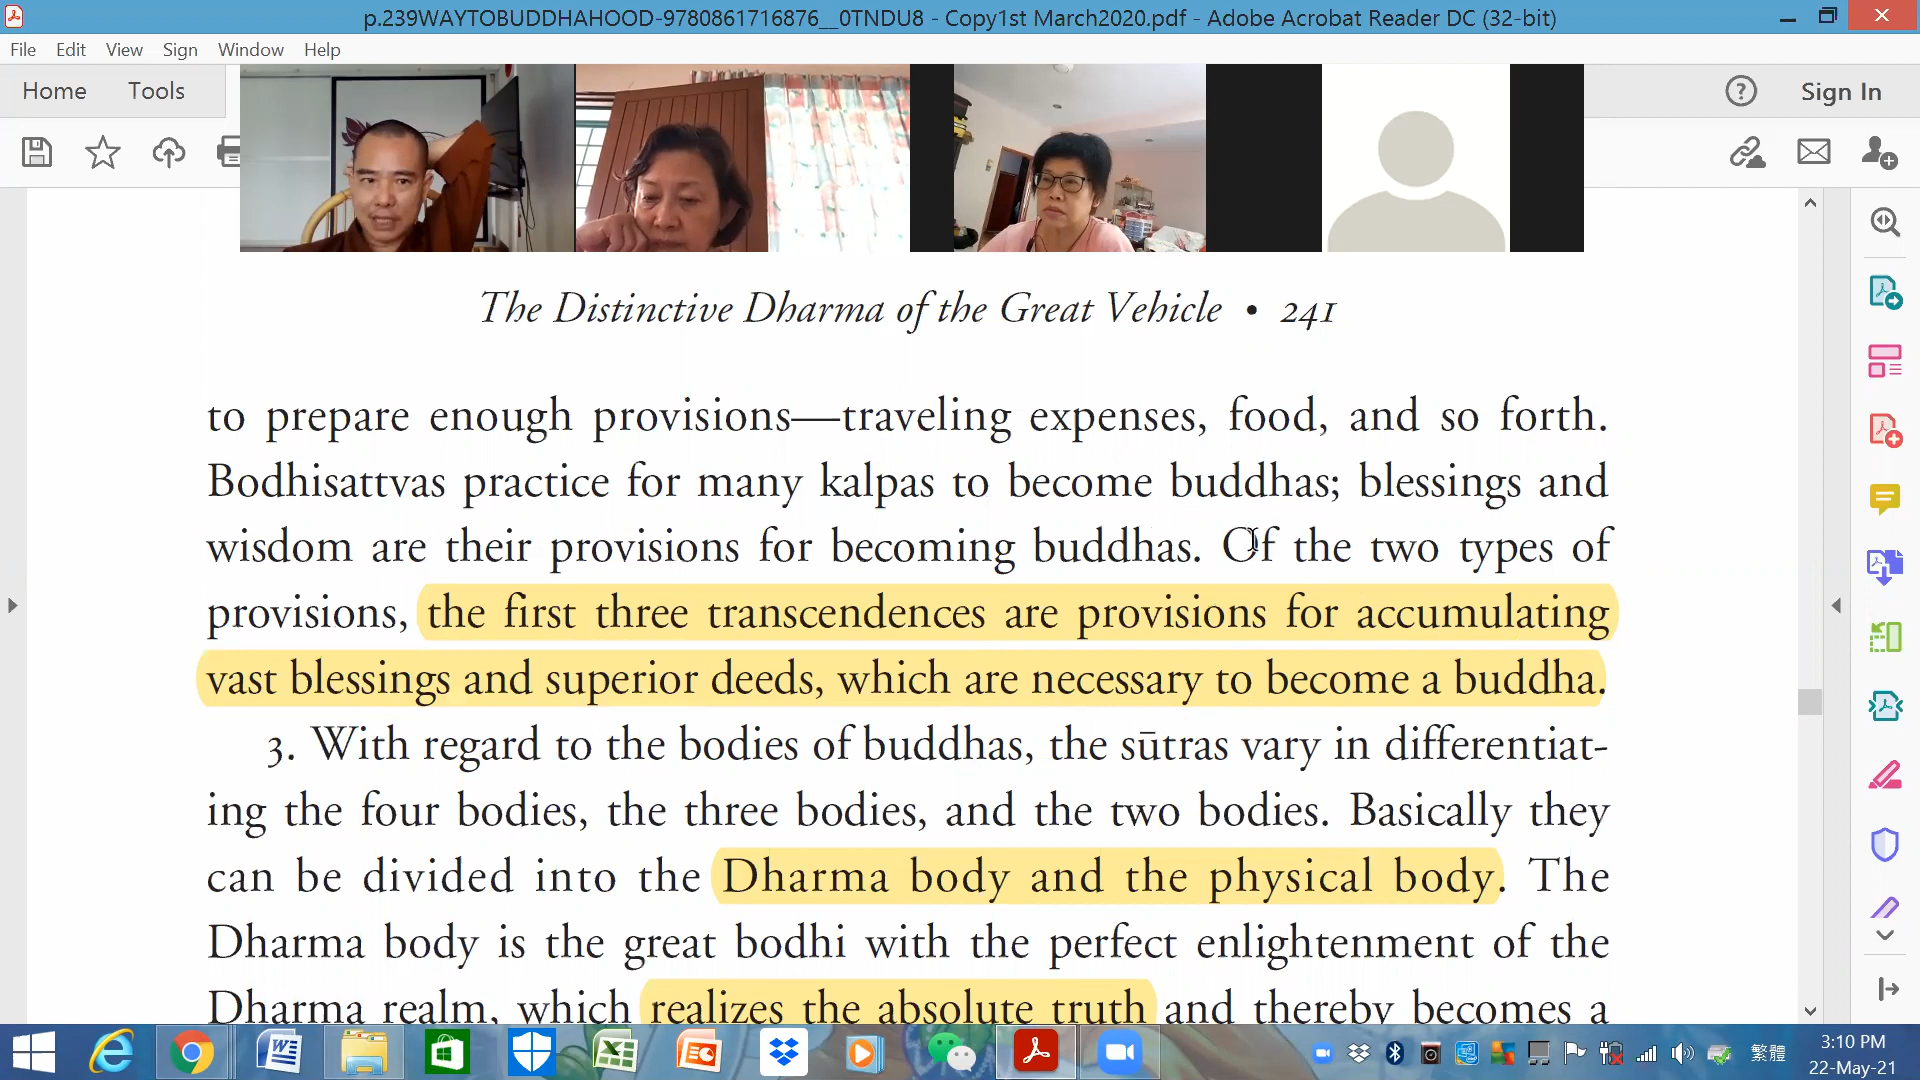 p.239WAYTOBUDDHAHOOD-9780861716876__0TNDU8 - Copy1st March2020.pdf - Adobe Acrobat Reader DC (32-bit)
File Edit View Sign Window Help
Home Tools
Sign In
The Distinctive Dharma of the Great Vehicle • 241
to prepare enough provisions—traveling expenses, food, and so forth.
Bodhisattvas practice for many kalpas to become buddhas; blessings and
wisdom are their provisions for becoming buddhas. Of the two types of
provisions, the first three transcendences are provisions for accumulating
vast blessings and superior deeds, which are necessary to become a buddha.
3. With regard to the bodies of buddhas, the sūtras vary in differentiat-
ing the four bodies, the three bodies, and the two bodies. Basically they
can be divided into the Dharma body and the physical body. The
Dharma body is the great bodhi with the perfect enlightenment of the
Dharma realm, which realizes the absolute truth and thereby becomes a
繁體
3:10 PM
22-May-21